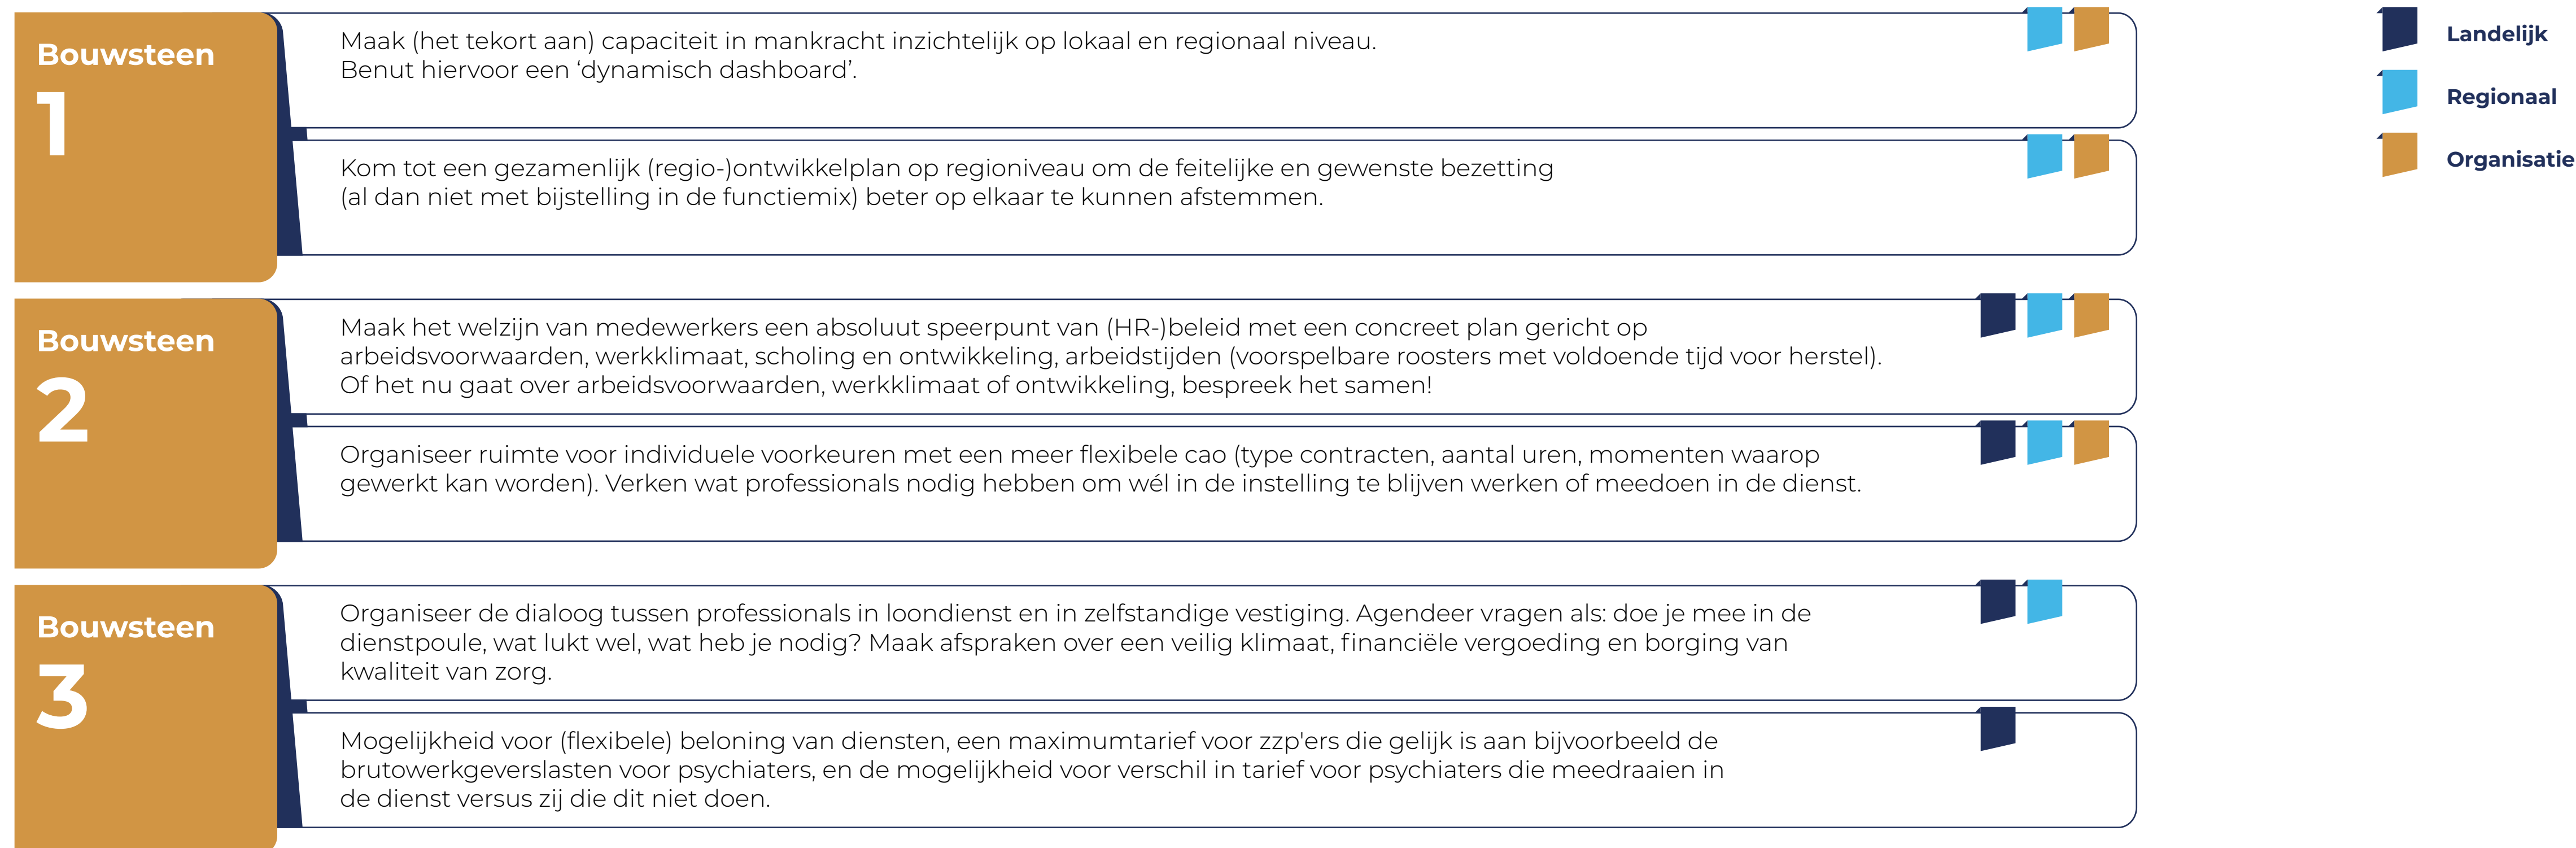 Bouwsteen
1
Maak (het tekort aan) capaciteit in mankracht inzichtelijk op lokaal en regionaal niveau.
Benut hiervoor een ‘dynamisch dashboard’.
Kom tot een gezamenlijk (regio-)ontwikkelplan op regioniveau om de feitelijke en gewenste bezetting
(al dan niet met bijstelling in de functiemix) beter op elkaar te kunnen afstemmen.
Bouwsteen
2
Maak het welzijn van medewerkers een absoluut speerpunt van (HR-)beleid met een concreet plan gericht op
arbeidsvoorwaarden, werkklimaat, scholing en ontwikkeling, arbeidstijden (voorspelbare roosters met voldoende tijd voor herstel).
Of het nu gaat over arbeidsvoorwaarden, werkklimaat of ontwikkeling, bespreek het samen!
Organiseer ruimte voor individuele voorkeuren met een meer flexibele cao (type contracten, aantal uren, momenten waarop
gewerkt kan worden). Verken wat professionals nodig hebben om wél in de instelling te blijven werken of meedoen in de dienst.
Bouwsteen
3
Organiseer de dialoog tussen professionals in loondienst en in zelfstandige vestiging. Agendeer vragen als: doe je mee in de
dienstpoule, wat lukt wel, wat heb je nodig? Maak afspraken over een veilig klimaat, financiële vergoeding en borging van
kwaliteit van zorg.
Mogelijkheid voor (flexibele) beloning van diensten, een maximumtarief voor zzp'ers die gelijk is aan bijvoorbeeld de
brutowerkgeverslasten voor psychiaters, en de mogelijkheid voor verschil in tarief voor psychiaters die meedraaien in
de dienst versus zij die dit niet doen.
Landelijk
Regionaal
Organisatie